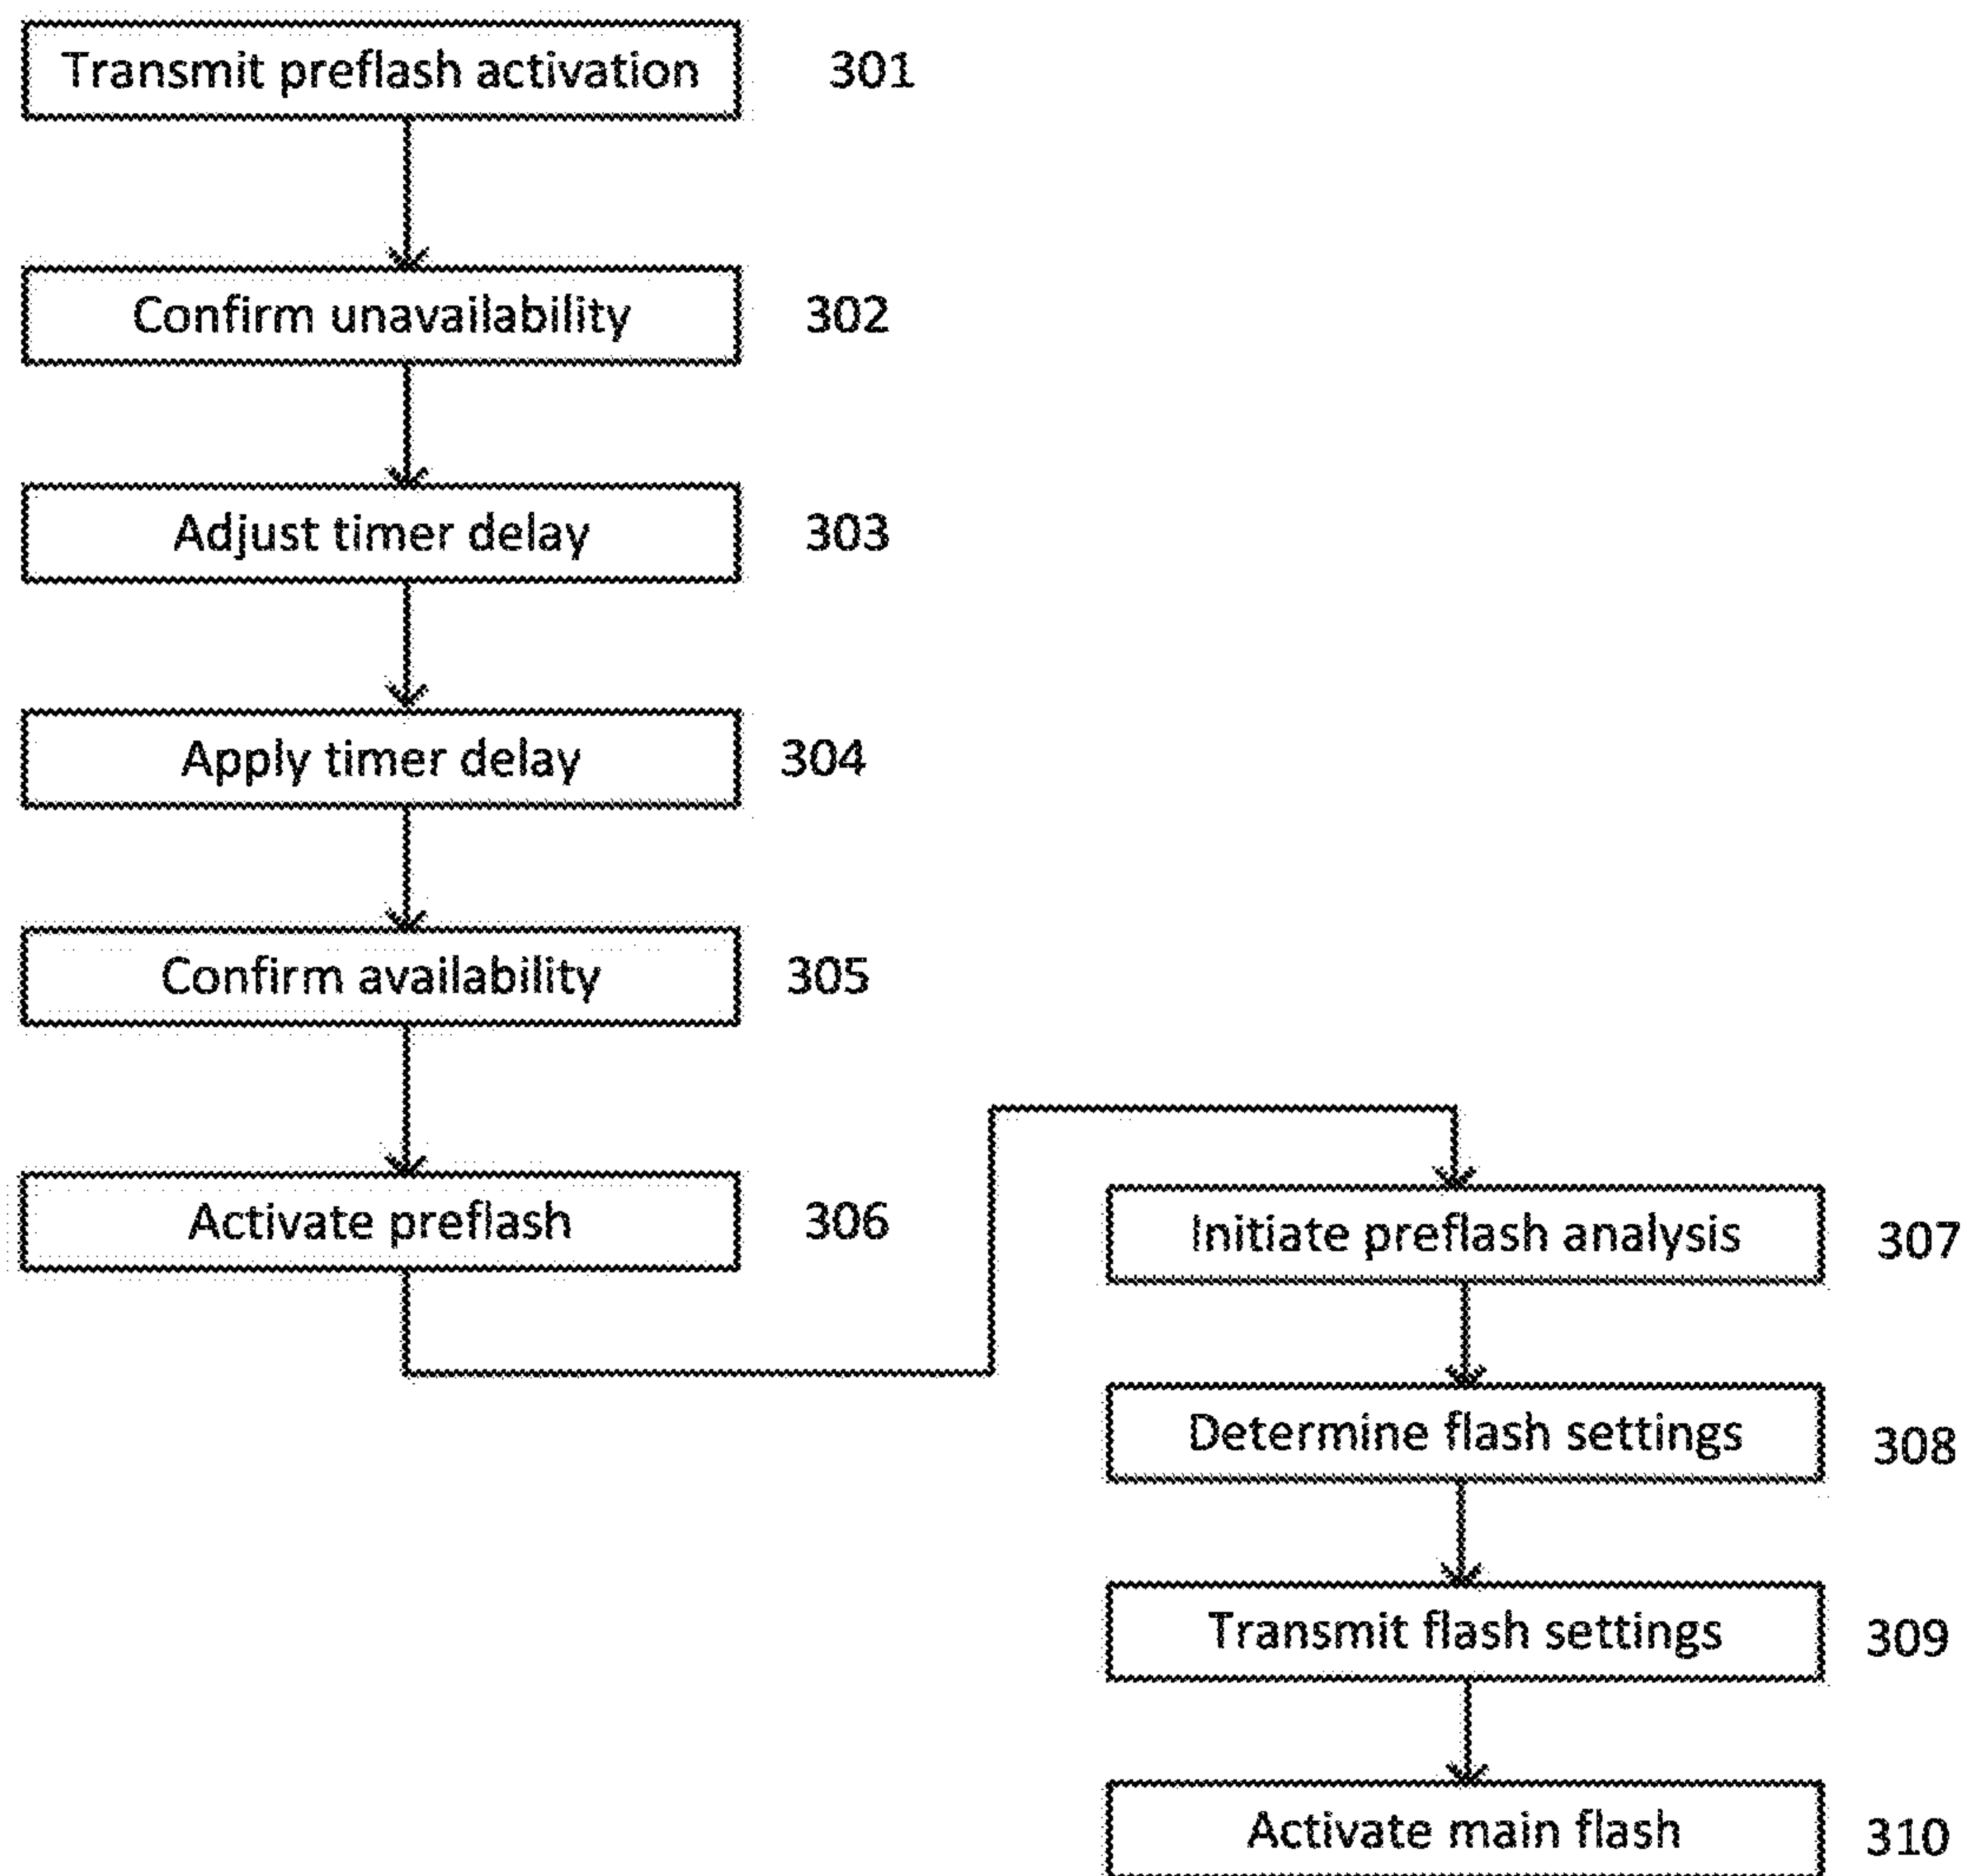 Transmit preflash activation 301
Confirm unavailability 302
Adjust timer delay 303
Apply timer delay 304
Confirm availability 305
Activate preflash 306
Initiate preflash analysis 307
Determine flash settings 308
Transmit flash settings 309
Activate main flash 310